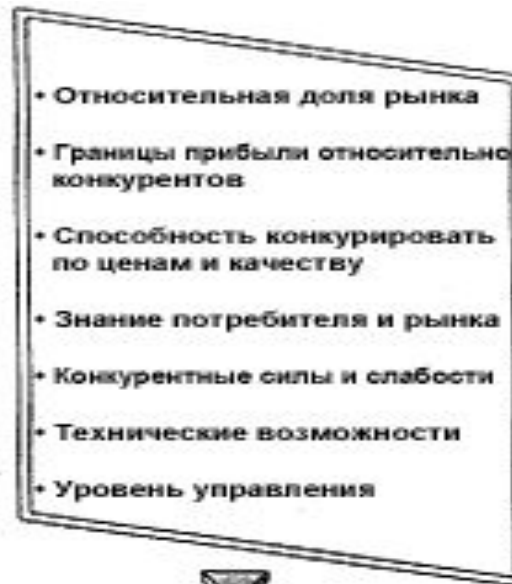 • Относительная доля рынка
• Границы прибыли относительно
конкурентов
• Способность конкурировать
по ценам и качеству
• Знание потребителя и рынка
• Конкурентные силы и слабости
• Технические возможности
• Уровень управления